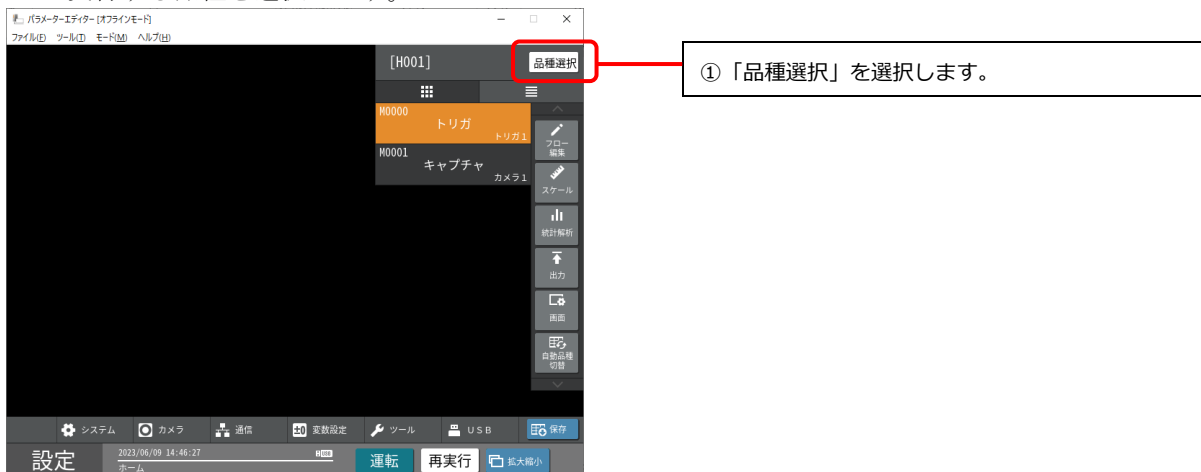 パラメーターエディター [オフラインモード]
ファイル(F) ツール(T) モード(M) ヘルプ(H)
[H001]
品種選択
①「品種選択」を選択します。
M0000
トリガ
トリガ1
M0001
キャプチャ
カメラ1
フロー
編集
スケール
統計解析
出力
画面
自動品種
切替
システム
カメラ
通信
±0 変数設定
ツール
USB
保存
設定
2023/06/09 14:46:27
ホーム
運転
再実行
拡大縮小